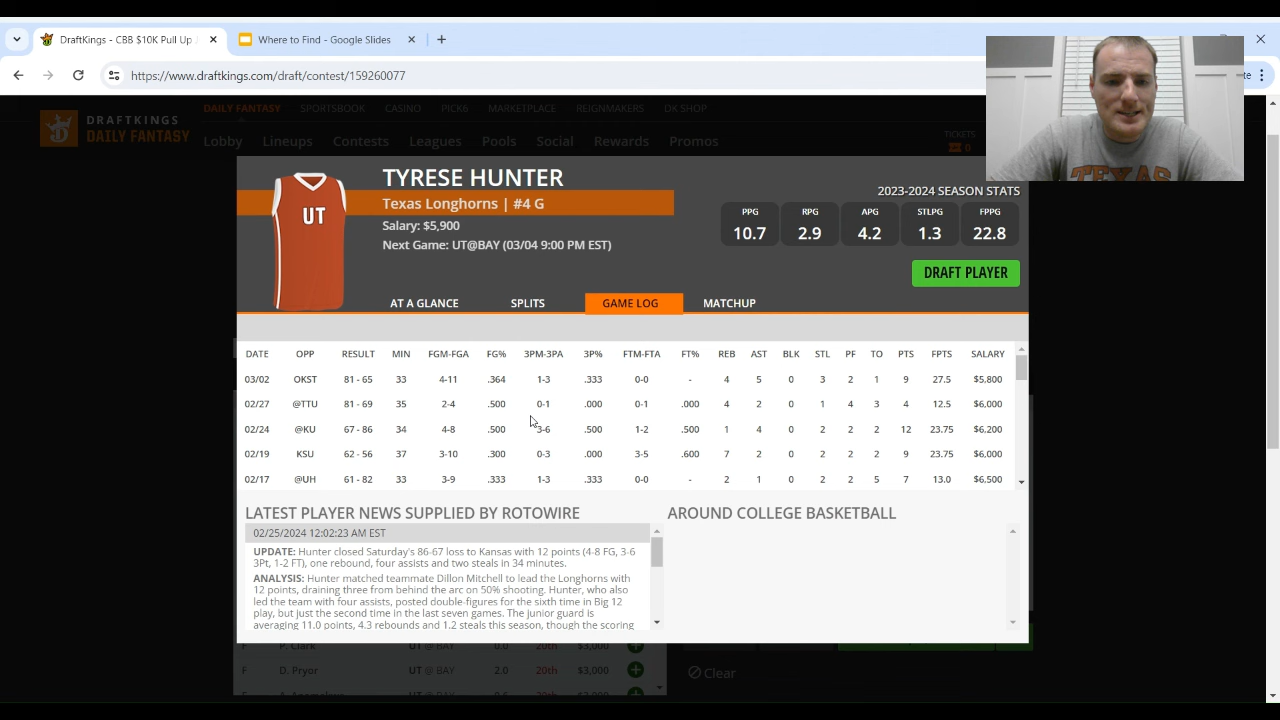 DraftKings - CBB $10K Pull Up
Where to Find - Google Slides
https://www.draftkings.com/draft/contest/159260077
DAILY FANTASY SPORTSBOOK CASINO PICK6 MARKETPLACE REIGNMAKERS DK SHOP
DRAFTKINGS
DAILY FANTASY
Lobby Lineups Contests Leagues Pools Social Rewards Promos
TICKETS
0
TEXAS
UT
TYRESE HUNTER
Texas Longhorns | #4 G
Salary: $5,900
Next Game: UT@BAY (03/04 9:00 PM EST)
2023-2024 SEASON STATS
PPG RPG APG STLPG FPPG
10.7 2.9 4.2 1.3 22.8
DRAFT PLAYER
AT A GLANCE SPLITS GAME LOG MATCHUP
DATE OPP RESULT MIN FGM-FGA FG% 3PM-3PA 3P% FTM-FTA FT% REB AST BLK STL PF TO PTS FPTS SALARY
03/02 OKST 81 - 65 33 4-11 .364 1-3 .333 0-0 - 4 5 0 3 2 1 9 27.5 $5,800
02/27 @TTU 81 - 69 35 2-4 .500 0-1 .000 0-1 .000 4 2 0 1 4 3 4 12.5 $6,000
02/24 @KU 67 - 86 34 4-8 .500 3-6 .500 1-2 .500 1 4 0 2 2 2 12 23.75 $6,200
02/19 KSU 62 - 56 37 3-10 .300 0-3 .000 3-5 .600 7 2 0 2 2 2 9 23.75 $6,000
02/17 @UH 61 - 82 33 3-9 .333 1-3 .333 0-0 - 2 1 0 2 2 5 7 13.0 $6,500
LATEST PLAYER NEWS SUPPLIED BY ROTOWIRE
02/25/2024 12:02:23 AM EST
UPDATE: Hunter closed Saturday's 86-67 loss to Kansas with 12 points (4-8 FG, 3-6
3Pt, 1-2 FT), one rebound, four assists and two steals in 34 minutes.
ANALYSIS: Hunter matched teammate Dillon Mitchell to lead the Longhorns with
12 points, draining three from behind the arc on 50% shooting. Hunter, who also
led the team with four assists, posted double-figures for the sixth time in Big 12
play, but just the second time in the last seven games. The junior guard is
averaging 11.0 points, 4.3 rebounds and 1.2 steals this season, though the scoring
AROUND COLLEGE BASKETBALL
F P. Clark UT @ BAY 0.0 20th $3,000
F D. Pryor UT @ BAY 2.0 20th $3,000
Clear